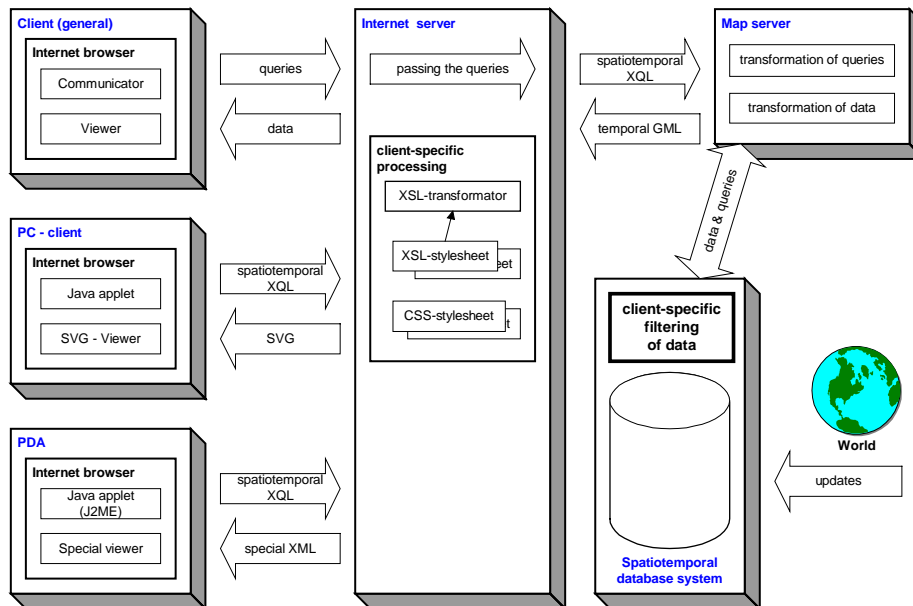 Client (general)
Internet browser
Communicator
Viewer
queries
data
Internet server
passing the queries
client-specific
processing
XSL-transformator
XSL-stylesheet
eet
CSS-stylesheet
et
spatiotemporal
XQL
temporal GML
Map server
transformation of queries
transformation of data
data & queries
PC - client
Internet browser
Java applet
SVG - Viewer
spatiotemporal
XQL
SVG
client-specific
filtering
of data
Spatiotemporal
database system
World
updates
PDA
Internet browser
Java applet
(J2ME)
Special viewer
spatiotemporal
XQL
special XML